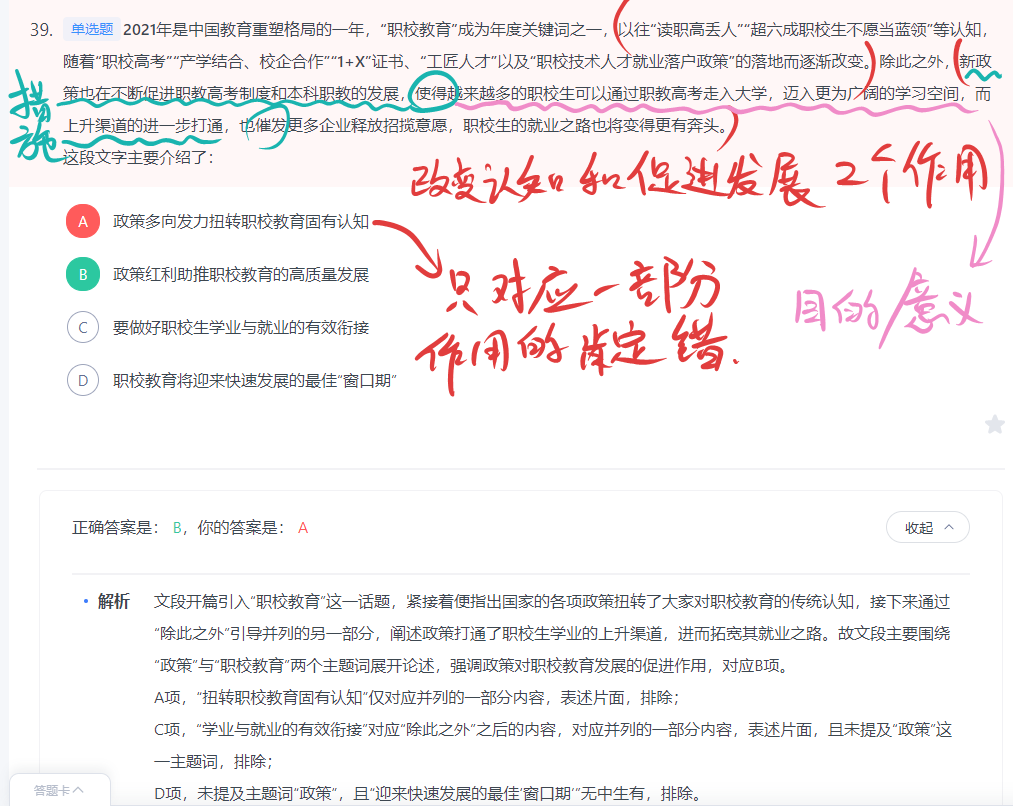 39. 单选题 2021年是中国教育重塑格局的一年，“职校教育”成为年度关键词之一，以往“读职高丢人”“超六成职校生不愿当蓝领”等认知，
随着“职校高考”“产学结合、校企合作”“1+X”证书、“工匠人才”以及“职校技术人才就业落户政策”的落地而逐渐改变。除此之外，新政
策也在不断促进职教高考制度和本科职教的发展，使得越来越多的职校生可以通过职教高考走入大学，迈入更为广阔的学习空间，而
上升渠道的进一步打通，也催发更多企业释放招揽意愿，职校生的就业之路也将变得更有奔头。
措施
这段文字主要介绍了：
改变认知和促进发展 2个作用
A 政策多向发力扭转职校教育固有认知
B 政策红利助推职校教育的高质量发展
只对应一部分
作用的肯定错.
目的/意义
C 要做好职校生学业与就业的有效衔接
D 职校教育将迎来快速发展的最佳“窗口期”
正确答案是： B，你的答案是： A
收起
• 解析 文段开篇引入“职校教育”这一话题，紧接着便指出国家的各项政策扭转了大家对职校教育的传统认知，接下来通过
“除此之外”引导并列的另一部分，阐述政策打通了职校生学业的上升渠道，进而拓宽其就业之路。故文段主要围绕
“政策”与“职校教育”两个主题词展开论述，强调政策对职校教育发展的促进作用，对应B项。
A项，“扭转职校教育固有认知”仅对应并列的一部分内容，表述片面，排除；
C项，“学业与就业的有效衔接”对应“除此之外”之后的内容，对应并列的一部分内容，表述片面，且未提及“政策”这
一主题词，排除；
D项，未提及主题词“政策”，且“迎来快速发展的最佳‘窗口期’”无中生有，排除。
答题卡